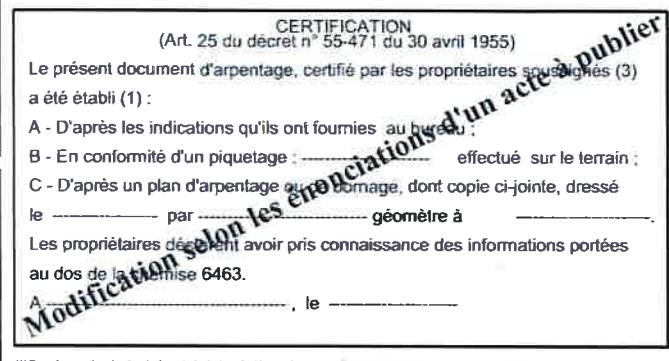 CERTIFICATION
(Art. 25 du décret n° 55-471 du 30 avril 1955)
Le présent document d'arpentage, certifié par les propriétaires soussignés (3)
a été établi (1) :
A - D'après les indications qu'ils ont fournies au bureau ;
B - En conformité d'un piquetage : ---------------------- effectué sur le terrain ;
C - D'après un plan d'arpentage ou de bornage, dont copie ci-jointe, dressé
le ------------------ par ---------------------------- géomètre à ----------------------.
Les propriétaires déclarent avoir pris connaissance des informations portées
au dos de la chemise 6463.
A ---------------------------------------- , le ----------------------
Modification selon les énonciations d'un acte à publier